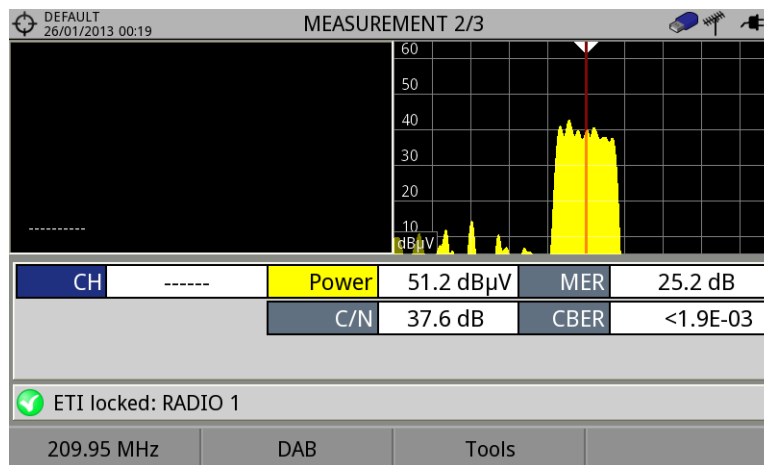 DEFAULT
26/01/2013 00:19
MEASUREMENT 2/3
60
50
40
30
20
10
dBµV
----------
CH ------ Power 51.2 dBµV MER 25.2 dB
C/N 37.6 dB CBER <1.9E-03
ETI locked: RADIO 1
209.95 MHz DAB Tools